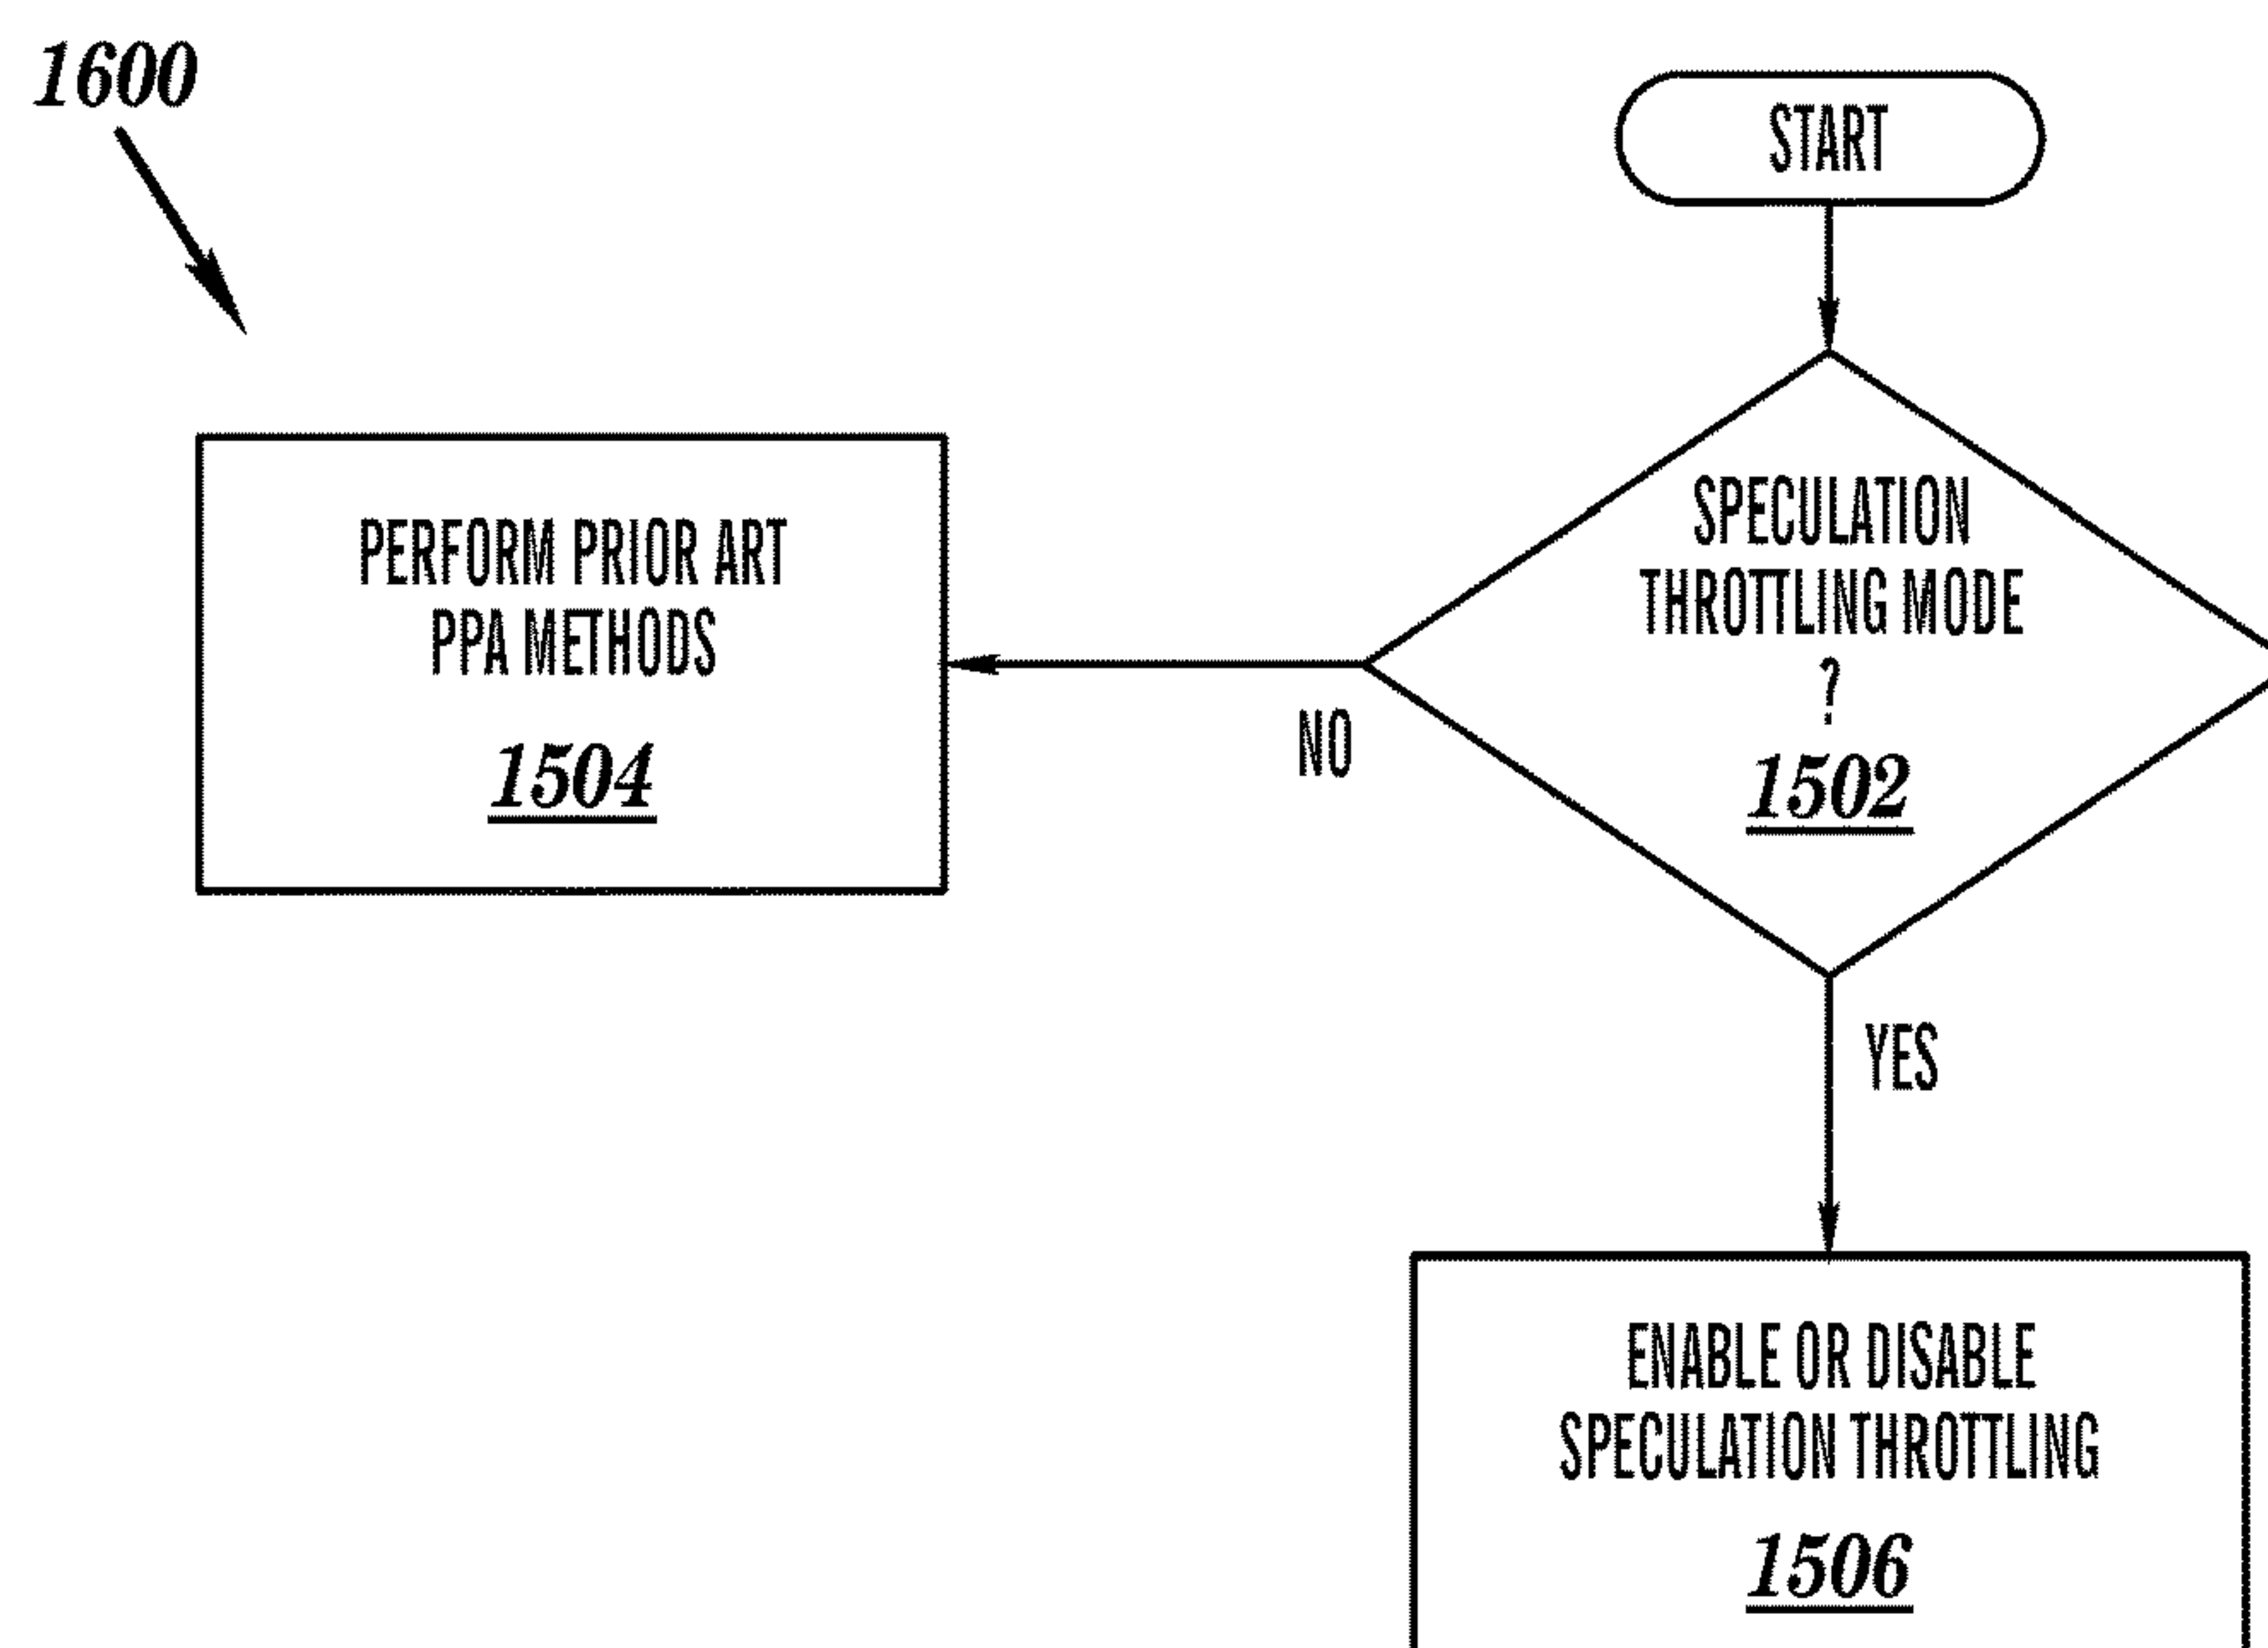 1600
START
SPECULATION
THROTTLING MODE
?
1502
PERFORM PRIOR ART
PPA METHODS
1504
NO
YES
ENABLE OR DISABLE
SPECULATION THROTTLING
1506